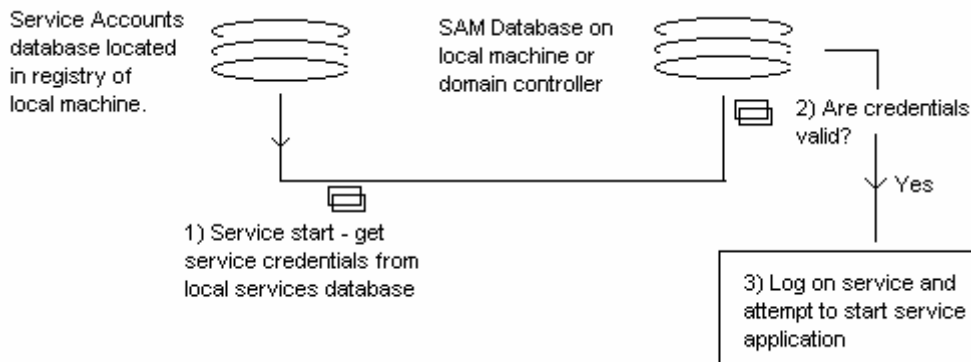 Service Accounts
database located
in registry of
local machine.
SAM Database on
local machine or
domain controller
2) Are credentials
valid?
Yes
1) Service start - get
service credentials from
local services database
3) Log on service and
attempt to start service
application